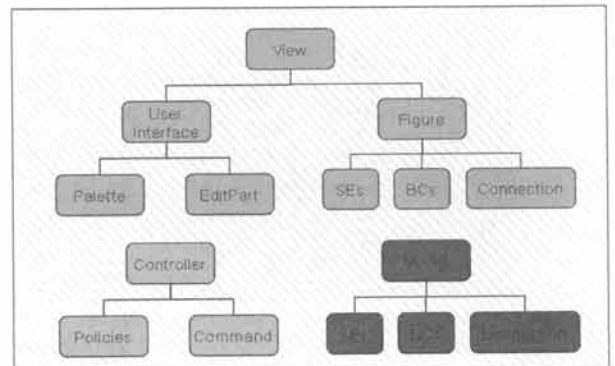 View
User
Interface
Figure
Palette
EditPart
SEs
BCs
Connection
Controller
Policies
Command